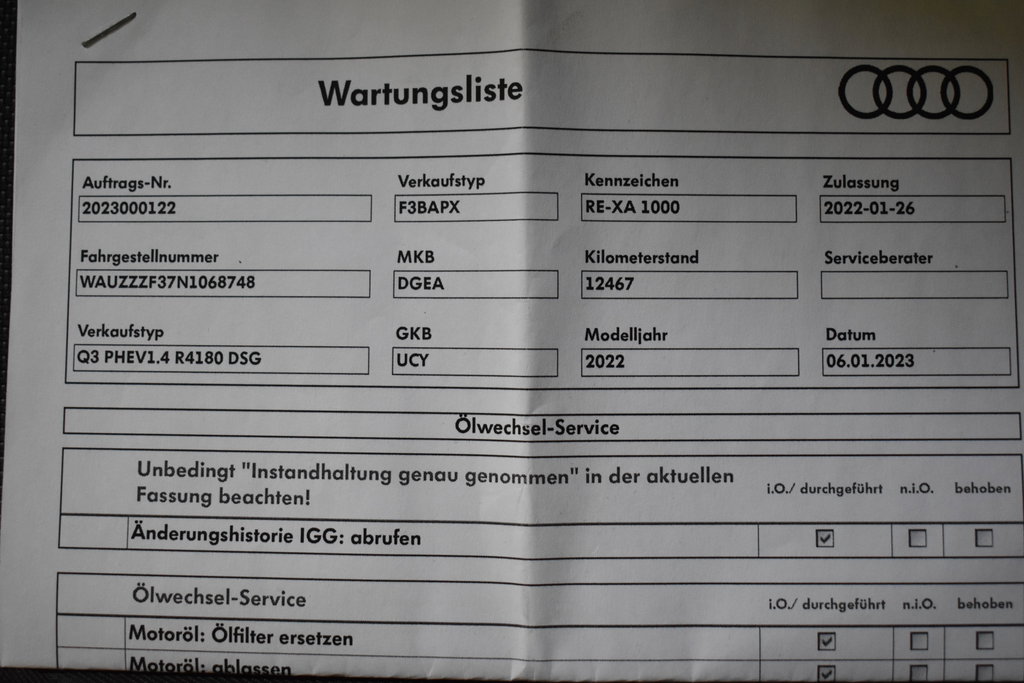 Wartungsliste
Auftrags-Nr. Verkaufstyp Kennzeichen Zulassung
2023000122 F3BAPX RE-XA 1000 2022-01-26
Fahrgestellnummer MKB Kilometerstand Serviceberater
WAUZZZF37N1068748 DGEA 12467
Verkaufstyp GKB Modelljahr Datum
Q3 PHEV1.4 R4180 DSG UCY 2022 06.01.2023
Ölwechsel-Service
Unbedingt "Instandhaltung genau genommen" in der aktuellen
Fassung beachten!
i.O./ durchgeführt n.i.O. behoben
Änderungshistorie IGG: abrufen
Ölwechsel-Service i.O./ durchgeführt n.i.O. behoben
Motoröl: Ölfilter ersetzen
Motoröl: ablassen